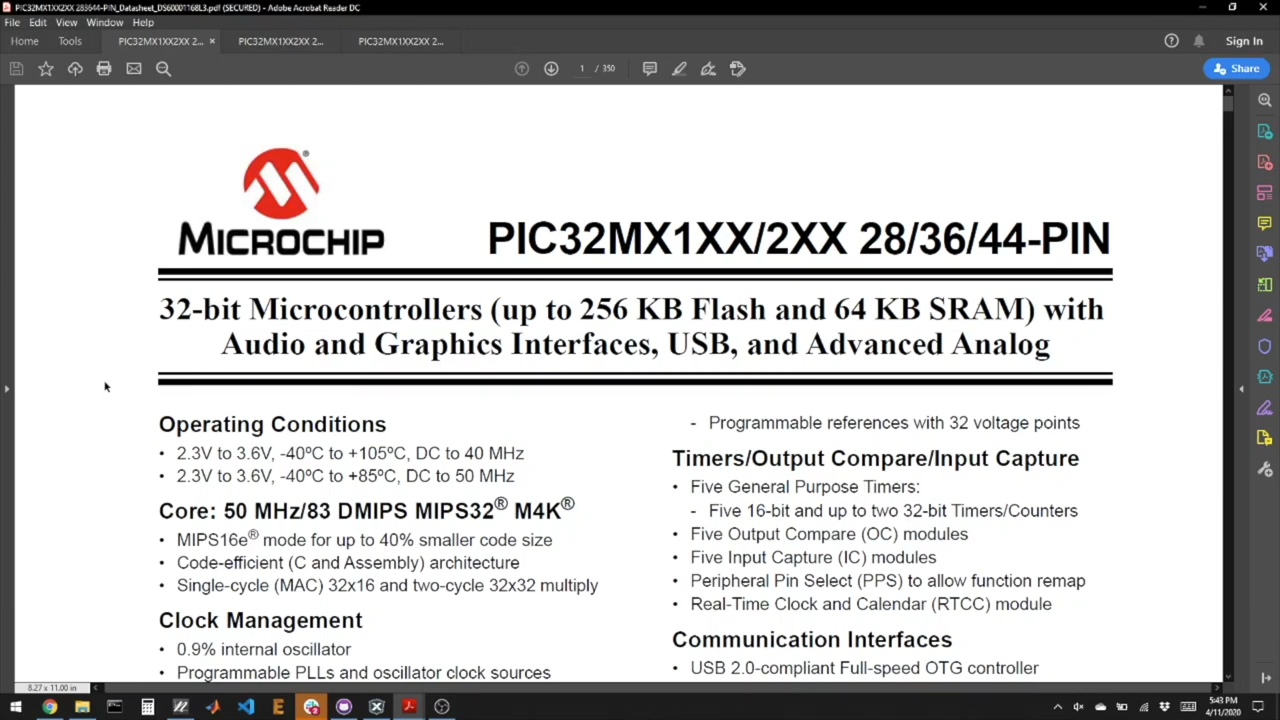 PIC32MX1XX2XX 283644-PIN_Datasheet_DS60001168L3.pdf (SECURED) - Adobe Acrobat Reader DC
File Edit View Window Help
Home Tools PIC32MX1XX2XX 2... × PIC32MX1XX2XX 2... PIC32MX1XX2XX 2... Sign In
1 / 350 Share
MICROCHIP®
PIC32MX1XX/2XX 28/36/44-PIN
32-bit Microcontrollers (up to 256 KB Flash and 64 KB SRAM) with
Audio and Graphics Interfaces, USB, and Advanced Analog
Operating Conditions
• 2.3V to 3.6V, -40ºC to +105ºC, DC to 40 MHz
• 2.3V to 3.6V, -40ºC to +85ºC, DC to 50 MHz
Core: 50 MHz/83 DMIPS MIPS32® M4K®
• MIPS16e® mode for up to 40% smaller code size
• Code-efficient (C and Assembly) architecture
• Single-cycle (MAC) 32x16 and two-cycle 32x32 multiply
Clock Management
• 0.9% internal oscillator
• Programmable PLLs and oscillator clock sources
- Programmable references with 32 voltage points
Timers/Output Compare/Input Capture
• Five General Purpose Timers:
- Five 16-bit and up to two 32-bit Timers/Counters
• Five Output Compare (OC) modules
• Five Input Capture (IC) modules
• Peripheral Pin Select (PPS) to allow function remap
• Real-Time Clock and Calendar (RTCC) module
Communication Interfaces
• USB 2.0-compliant Full-speed OTG controller
8.27 x 11.00 in
5:43 PM
4/11/2020